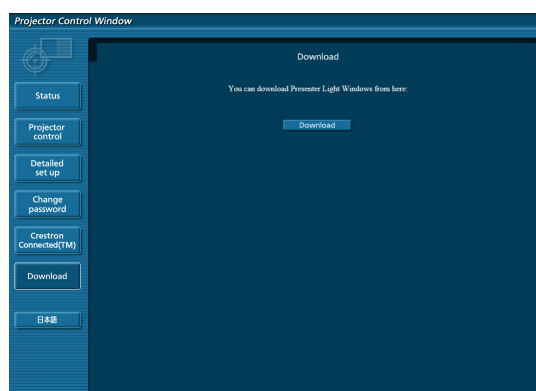 Projector Control Window
Download
You can download Presenter Light Windows from here:
Download
Status
Projector
control
Detailed
set up
Change
password
Crestron
Connected(TM)
Download
日本語